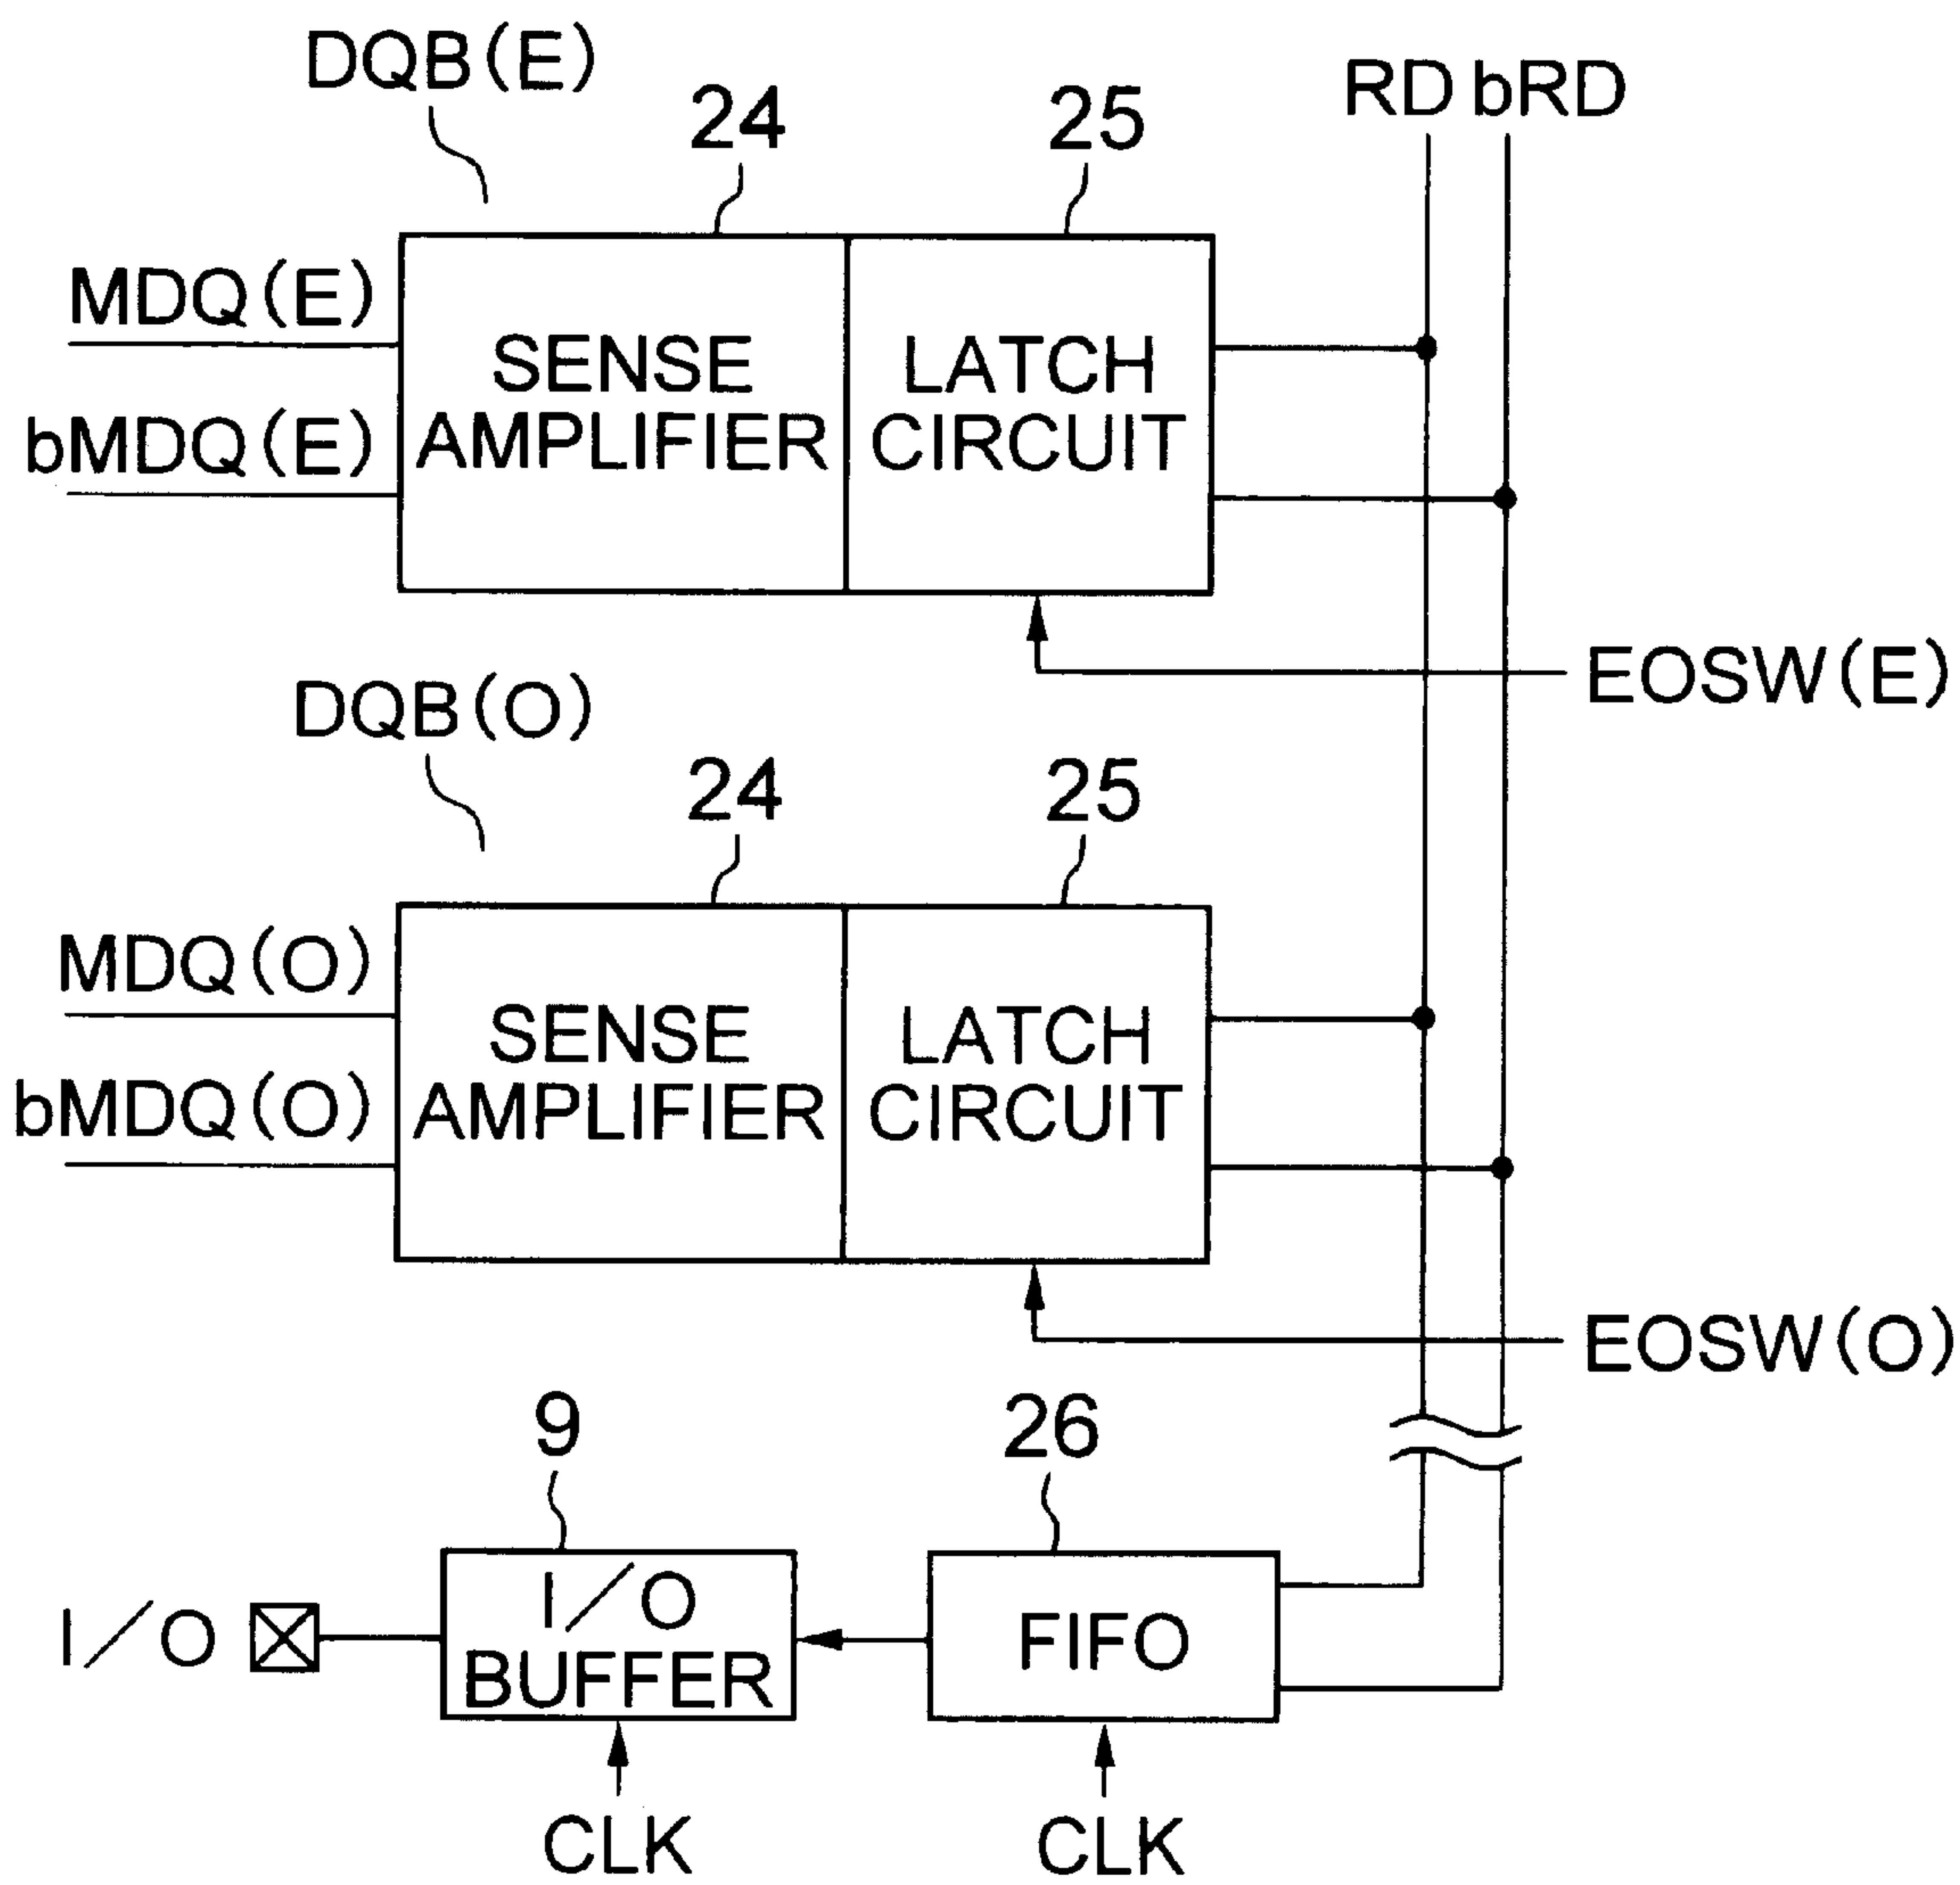 DQB(E)
24
25
RD bRD
MDQ(E)
bMDQ(E)
SENSE
AMPLIFIER
LATCH
CIRCUIT
EOSW(E)
DQB(O)
24
25
MDQ(O)
bMDQ(O)
SENSE
AMPLIFIER
LATCH
CIRCUIT
EOSW(O)
9
26
I/O
I/O
BUFFER
FIFO
CLK
CLK